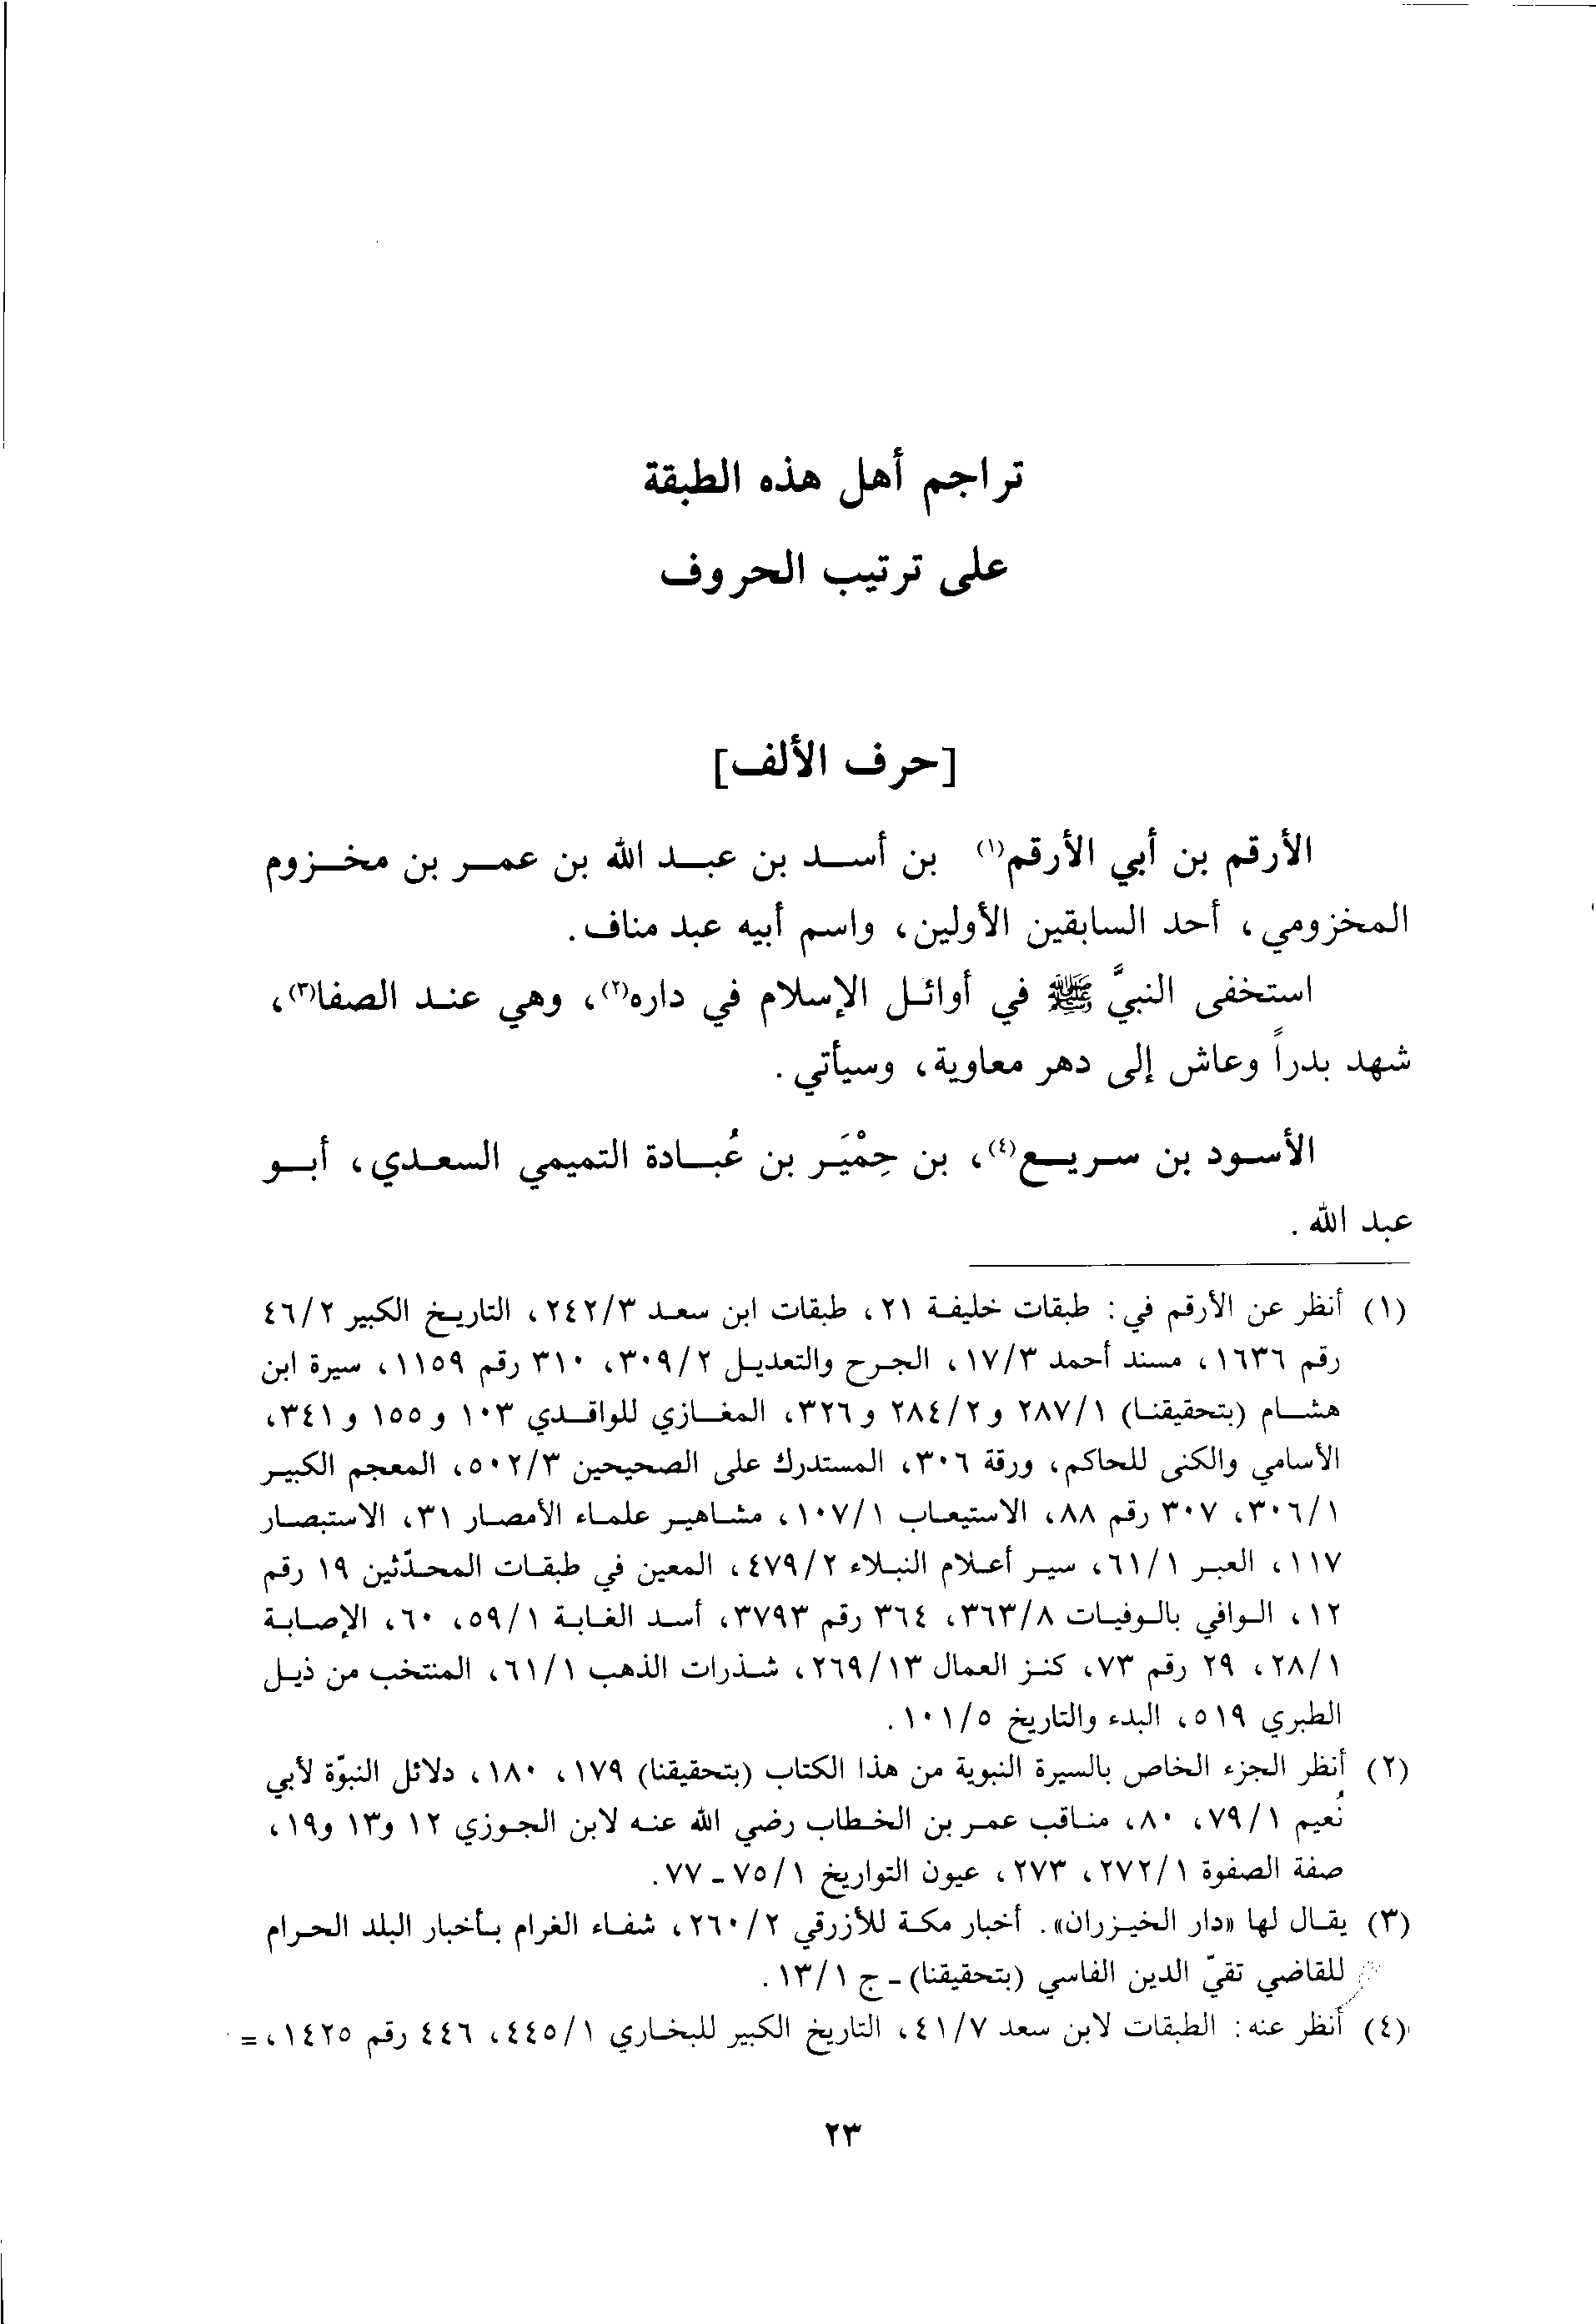 تراجم أهل هذه الطبقة
على ترتيب الحروف
[حرف الألف]
الأرقم بن أبي الأرقم(١) بن أسد بن عبد الله بن عمر بن مخزوم
المخزومي، أحد السابقين الأولين، واسم أبيه عبد مناف.
استخفى النبيَّ ﷺ في أوائل الإسلام في داره(٢)، وهي عند الصفا(٣)،
شهد بدراً وعاش إلى دهر معاوية، وسيأتي.
الأسود بن سريع(٤)، بن حِمْيَر بن عُبادة التميمي السعدي، أبو
عبد الله.
(١) أنظر عن الأرقم في: طبقات خليفة ٢١، طبقات ابن سعد ٢٤٢/٣، التاريخ الكبير ٤٦/٢
رقم ١٦٣٦، مسند أحمد ١٧/٣، الجرح والتعديل ٣٠٩/٢، ٣١٠ رقم ١١٥٩، سيرة ابن
هشام (بتحقيقنا) ٢٨٧/١ و٢٨٤/٢ و٣٢٦، المغازي للواقدي ١٠٣ و١٥٥ و٣٤١،
الأسامي والكنى للحاكم، ورقة ٣٠٦، المستدرك على الصحيحين ٥٠٢/٣، المعجم الكبير
٣٠٦/١، ٣٠٧ رقم ٨٨، الاستيعاب ١٠٧/١، مشاهير علماء الأمصار ٣١، الاستبصار
١١٧، العبر ٦١/١، سير أعلام النبلاء ٤٧٩/٢، المعين في طبقات المحدّثين ١٩ رقم
١٢، الوافي بالوفيات ٣٦٣/٨، ٣٦٤ رقم ٣٧٩٣، أسد الغابة ٥٩/١، ٦٠، الإصابة
٢٨/١، ٢٩ رقم ٧٣، كنز العمال ٢٦٩/١٣، شذرات الذهب ٦١/١، المنتخب من ذيل
الطبري ٥١٩، البدء والتاريخ ١٠١/٥.
(٢) أنظر الجزء الخاص بالسيرة النبوية من هذا الكتاب (بتحقيقنا) ١٧٩، ١٨٠، دلائل النبوّة لأبي
نُعيم ٧٩/١، ٨٠، مناقب عمر بن الخطاب رضي الله عنه لابن الجوزي ١٢ و١٣ و١٩،
صفة الصفوة ٢٧٢/١، ٢٧٣، عيون التواريخ ٧٥/١ - ٧٧.
(٣) يقال لها «دار الخيزران». أخبار مكة للأزرقي ٢٦٠/٢، شفاء الغرام بأخبار البلد الحرام
للقاضي تقيّ الدين الفاسي (بتحقيقنا) - ج ١٣/١.
(٤) أنظر عنه: الطبقات لابن سعد ٤١/٧، التاريخ الكبير للبخاري ٤٤٥/١، ٤٤٦ رقم ١٤٢٥، =
٢٣